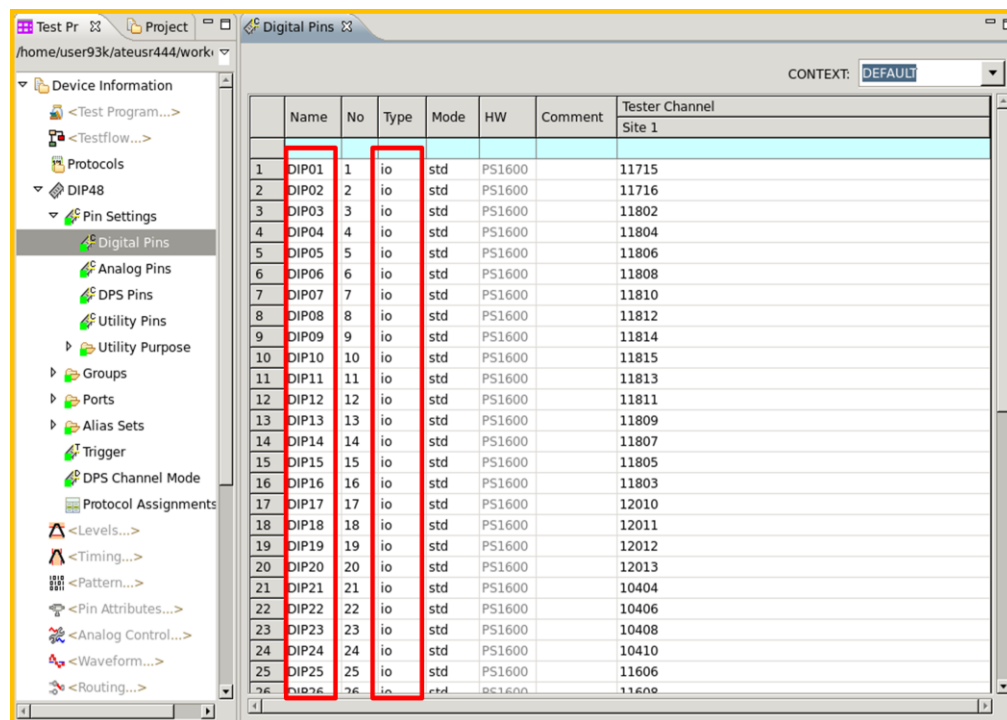 Test Pr Project
/home/user93k/ateusr444/work
Device Information
<Test Program...>
<Testflow...>
Protocols
DIP48
Pin Settings
Digital Pins
Analog Pins
DPS Pins
Utility Pins
Utility Purpose
Groups
Ports
Alias Sets
Trigger
DPS Channel Mode
Protocol Assignments
<Levels...>
<Timing...>
<Pattern...>
<Pin Attributes...>
<Analog Control...>
<Waveform...>
<Routing...>
Digital Pins
CONTEXT: DEFAULT
Name No Type Mode HW Comment Tester Channel
Site 1
1 DIP01 1 io std PS1600 11715
2 DIP02 2 io std PS1600 11716
3 DIP03 3 io std PS1600 11802
4 DIP04 4 io std PS1600 11804
5 DIP05 5 io std PS1600 11806
6 DIP06 6 io std PS1600 11808
7 DIP07 7 io std PS1600 11810
8 DIP08 8 io std PS1600 11812
9 DIP09 9 io std PS1600 11814
10 DIP10 10 io std PS1600 11815
11 DIP11 11 io std PS1600 11813
12 DIP12 12 io std PS1600 11811
13 DIP13 13 io std PS1600 11809
14 DIP14 14 io std PS1600 11807
15 DIP15 15 io std PS1600 11805
16 DIP16 16 io std PS1600 11803
17 DIP17 17 io std PS1600 12010
18 DIP18 18 io std PS1600 12011
19 DIP19 19 io std PS1600 12012
20 DIP20 20 io std PS1600 12013
21 DIP21 21 io std PS1600 10404
22 DIP22 22 io std PS1600 10406
23 DIP23 23 io std PS1600 10408
24 DIP24 24 io std PS1600 10410
25 DIP25 25 io std PS1600 11606
26 DIP26 26 io std PS1600 11608